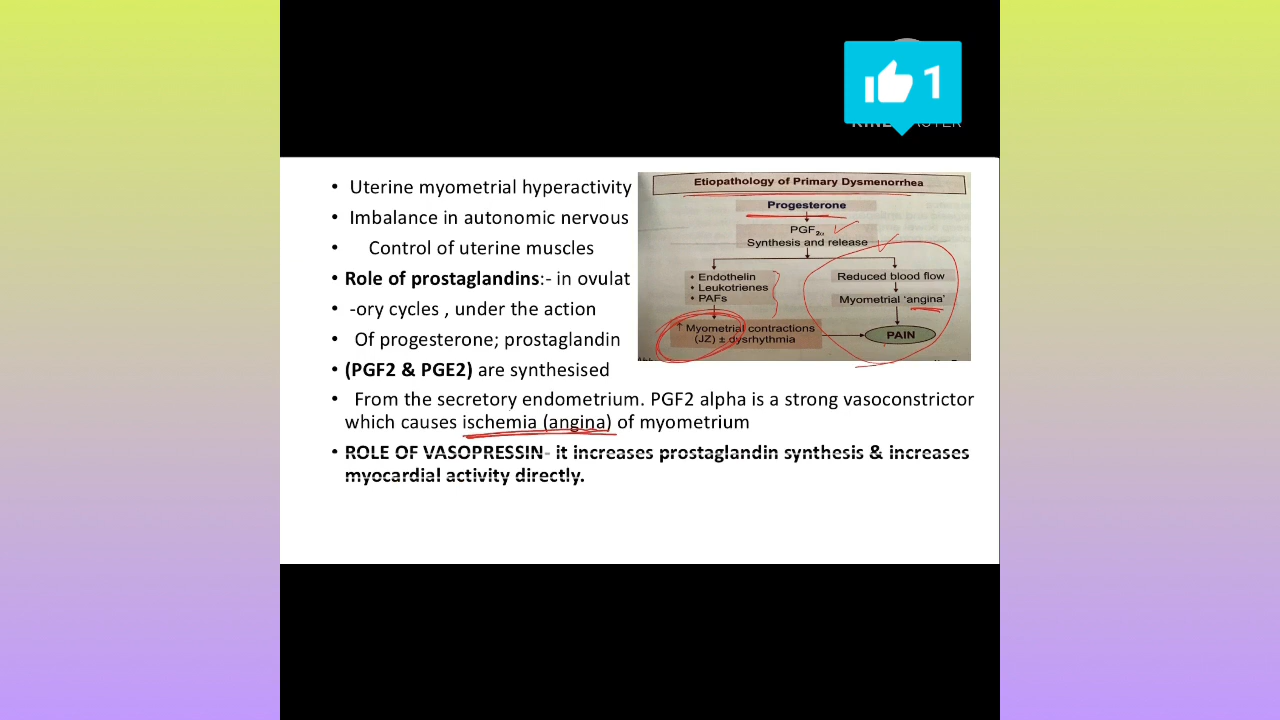 1
• Uterine myometrial hyperactivity
• Imbalance in autonomic nervous
• Control of uterine muscles
• Role of prostaglandins:- in ovulat
• -ory cycles , under the action
• Of progesterone; prostaglandin
• (PGF2 & PGE2) are synthesised
• From the secretory endometrium. PGF2 alpha is a strong vasoconstrictor
which causes ischemia (angina) of myometrium
• ROLE OF VASOPRESSIN- it increases prostaglandin synthesis & increases
myocardial activity directly.
Etiopathology of Primary Dysmenorrhea
Progesterone
PGF2α
Synthesis and release
• Endothelin
• Leukotrienes
• PAFs
↑ Myometrial contractions
(JZ) ± dysrhythmia
Reduced blood flow
Myometrial 'angina'
PAIN